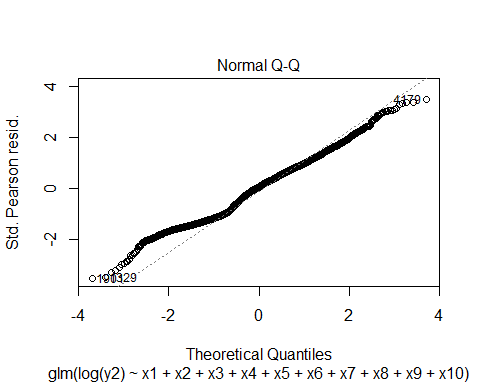 Normal Q-Q
Std. Pearson resid.
4
2
0
-2
4179
1329
-4
-2
0
2
4
Theoretical Quantiles
glm(log(y2) ~ x1 + x2 + x3 + x4 + x5 + x6 + x7 + x8 + x9 + x10)